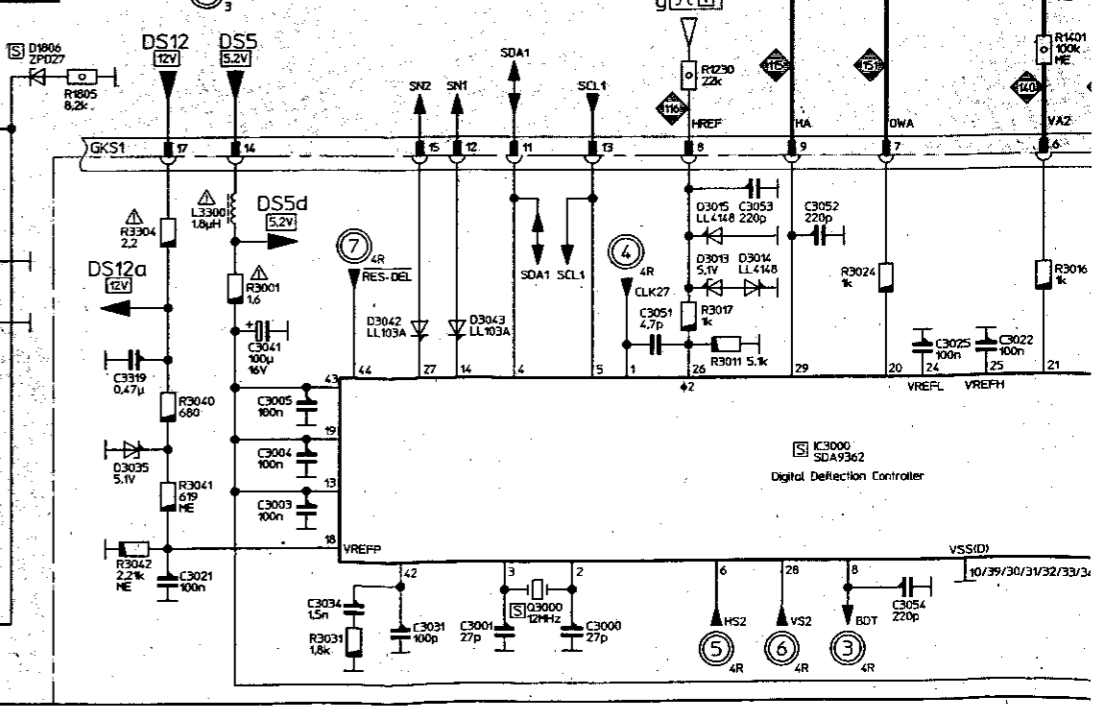 3
S D1806
ZPD27
R1805
8,2k
DS12
12V
DS5
5,2V
SN2
SN1
SDA1
SCL1
R1230
22k
HREF
HA
OWA
R1401
100k
ME
VA2
GKS1
17
14
15
12
11
13
8
9
7
6
L3300
1,8µH
R3304
2,2
DS5d
5,2V
DS12a
12V
R3001
1,6
7
4R
RES-DEL
SDA1
SCL1
4
4R
CLK27
D3015
LL4148
C3053
220p
D3013
5,1V
D3014
LL4148
C3052
220p
R3024
1k
R3016
1k
C3041
100µ
16V
D3042
LL103A
D3043
LL103A
C3051
4,7p
R3017
1k
R3011 5.1k
C3025
100n
C3022
100n
C3319
0,47µ
43
44
27
14
4
5
1
26
29
20
24
25
21
ϕ2
VREFL
VREFH
R3040
680
C3005
100n
19
C3004
100n
13
C3003
100n
18
VREFP
D3035
5,1V
R3041
619
ME
S IC3000
SDA9362
Digital Deflection Controller
VSS(D)
R3042
2,21k
ME
C3021
100n
42
3
2
6
28
8
10/39/30/31/32/33/34
C3034
1,5n
R3031
1,8k
C3031
100p
C3001
27p
S Q3000
12MHz
C3000
27p
HS2
VS2
BDT
C3054
220p
5
4R
6
4R
3
4R